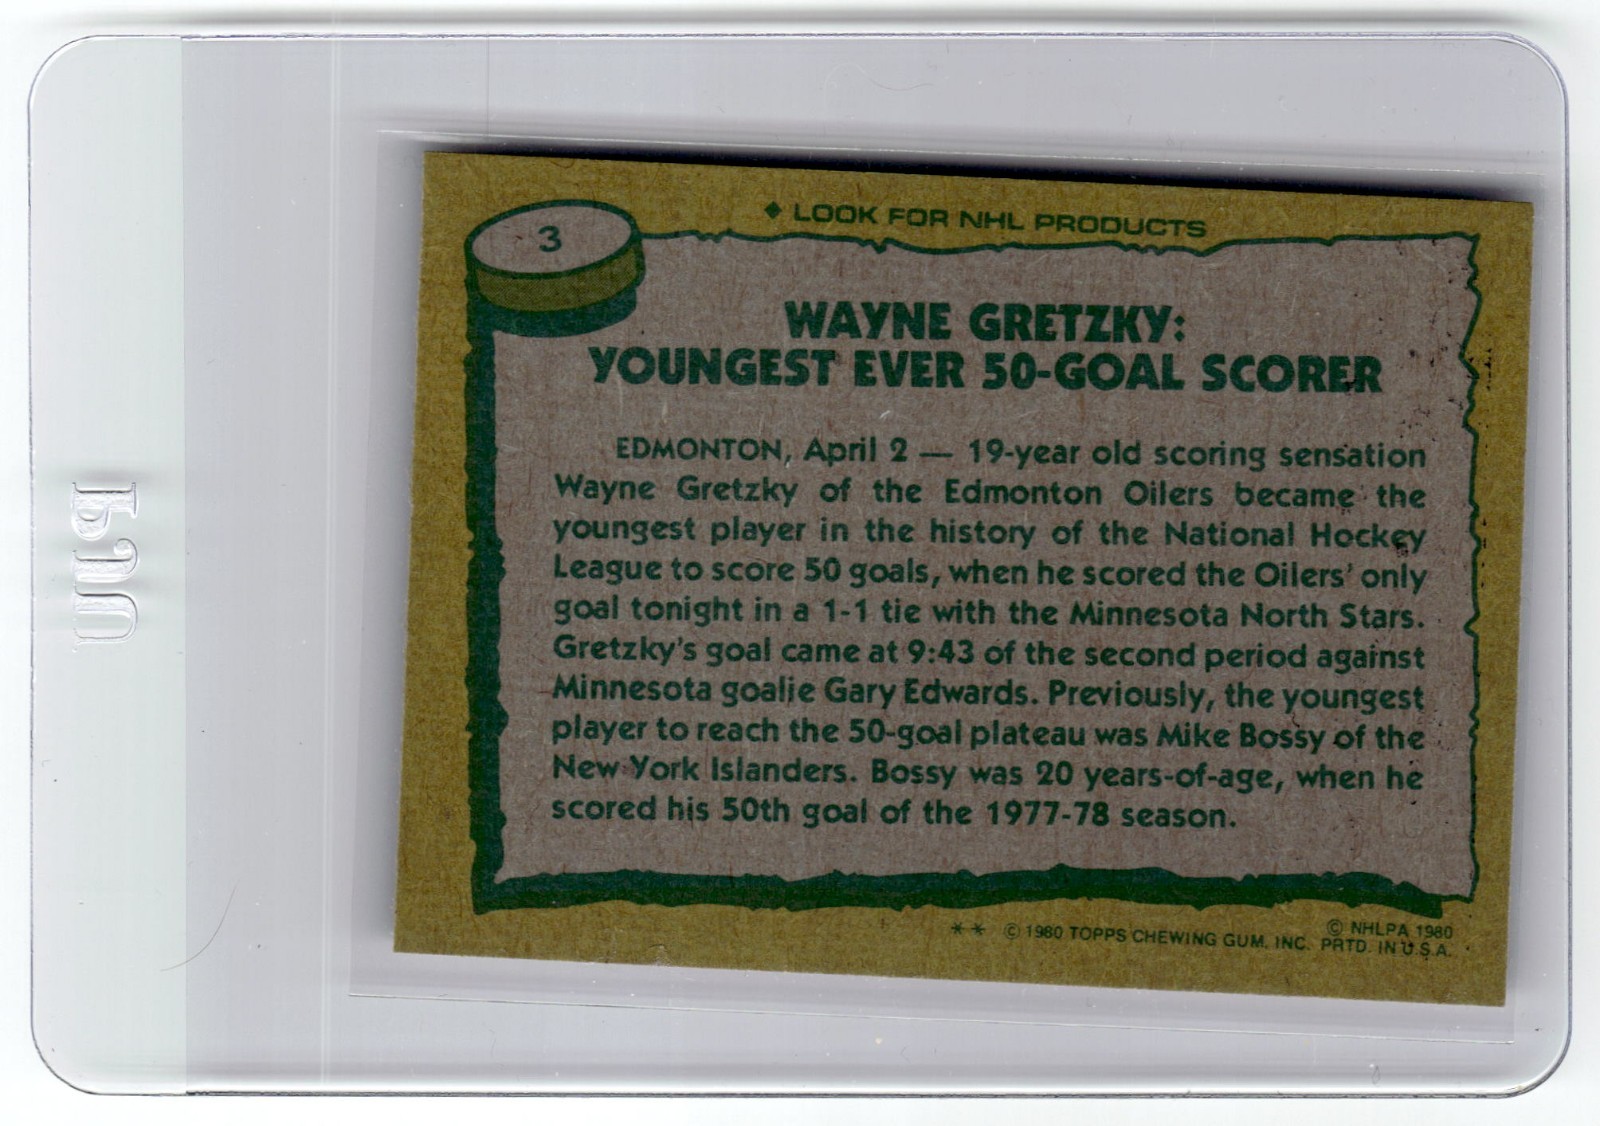 3
◆ LOOK FOR NHL PRODUCTS
WAYNE GRETZKY:
YOUNGEST EVER 50-GOAL SCORER
EDMONTON, April 2 — 19-year old scoring sensation
Wayne Gretzky of the Edmonton Oilers became the
youngest player in the history of the National Hockey
League to score 50 goals, when he scored the Oilers' only
goal tonight in a 1-1 tie with the Minnesota North Stars.
Gretzky's goal came at 9:43 of the second period against
Minnesota goalie Gary Edwards. Previously, the youngest
player to reach the 50-goal plateau was Mike Bossy of the
New York Islanders. Bossy was 20 years-of-age, when he
scored his 50th goal of the 1977-78 season.
** © 1980 TOPPS CHEWING GUM, INC.
© NHLPA 1980
PRTD. IN U.S.A.